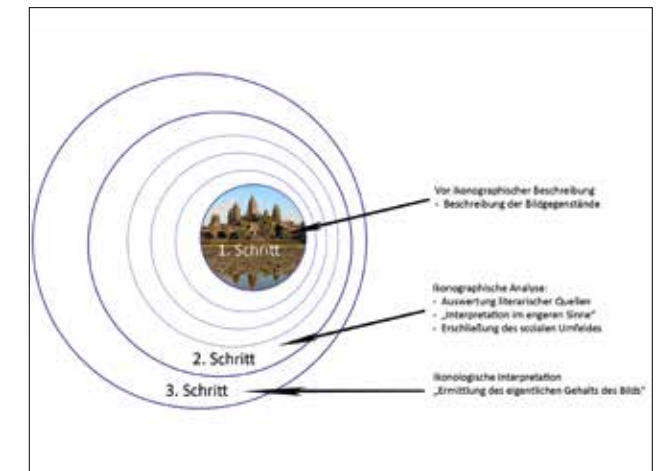 Vor ikonographischer Beschreibung
- Beschreibung der Bildgegenstände
1. Schritt
Ikonographische Analyse:
- Auswertung literarischer Quellen
- „Interpretation im engeren Sinne“
- Erschließung des sozialen Umfeldes
2. Schritt
Ikonologische Interpretation
„Ermittlung des eigentlichen Gehalts des Bilds“
3. Schritt